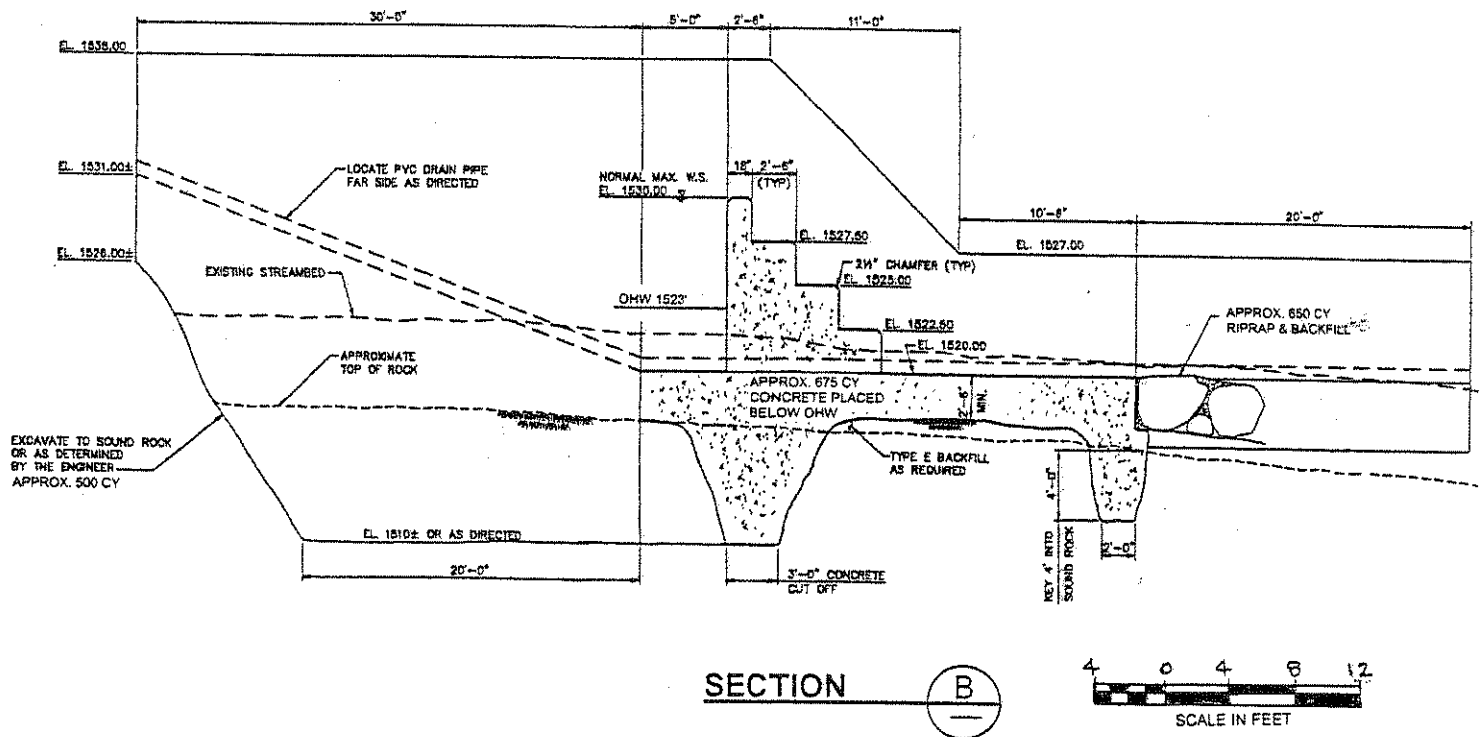 30'-0"
5'-0"
2'-6"
11'-0"
EL. 1538.00
EL. 1531.00±
LOCATE PVC DRAIN PIPE
FAR SIDE AS DIRECTED
NORMAL MAX. W.S.
EL. 1530.00
18"
2'-6"
(TYP)
10'-6"
20'-0"
EL. 1527.00
EL. 1527.50
EL. 1526.00±
2½" CHAMFER (TYP)
EL. 1525.00
EXISTING STREAMBED
OHW 1523'
EL. 1522.50
EL. 1520.00
APPROX. 650 CY
RIPRAP & BACKFILL
APPROXIMATE
TOP OF ROCK
APPROX. 675 CY
CONCRETE PLACED
BELOW OHW
2'-6"
MIN.
EXCAVATE TO SOUND ROCK
OR AS DETERMINED
BY THE ENGINEER
APPROX. 500 CY
TYPE E BACKFILL
AS REQUIRED
4'-0"
EL. 1510± OR AS DIRECTED
2'-0"
KEY 4' INTO
SOUND ROCK
20'-0"
3'-0" CONCRETE
CUT OFF
SECTION
B
4 0 4 8 12
SCALE IN FEET